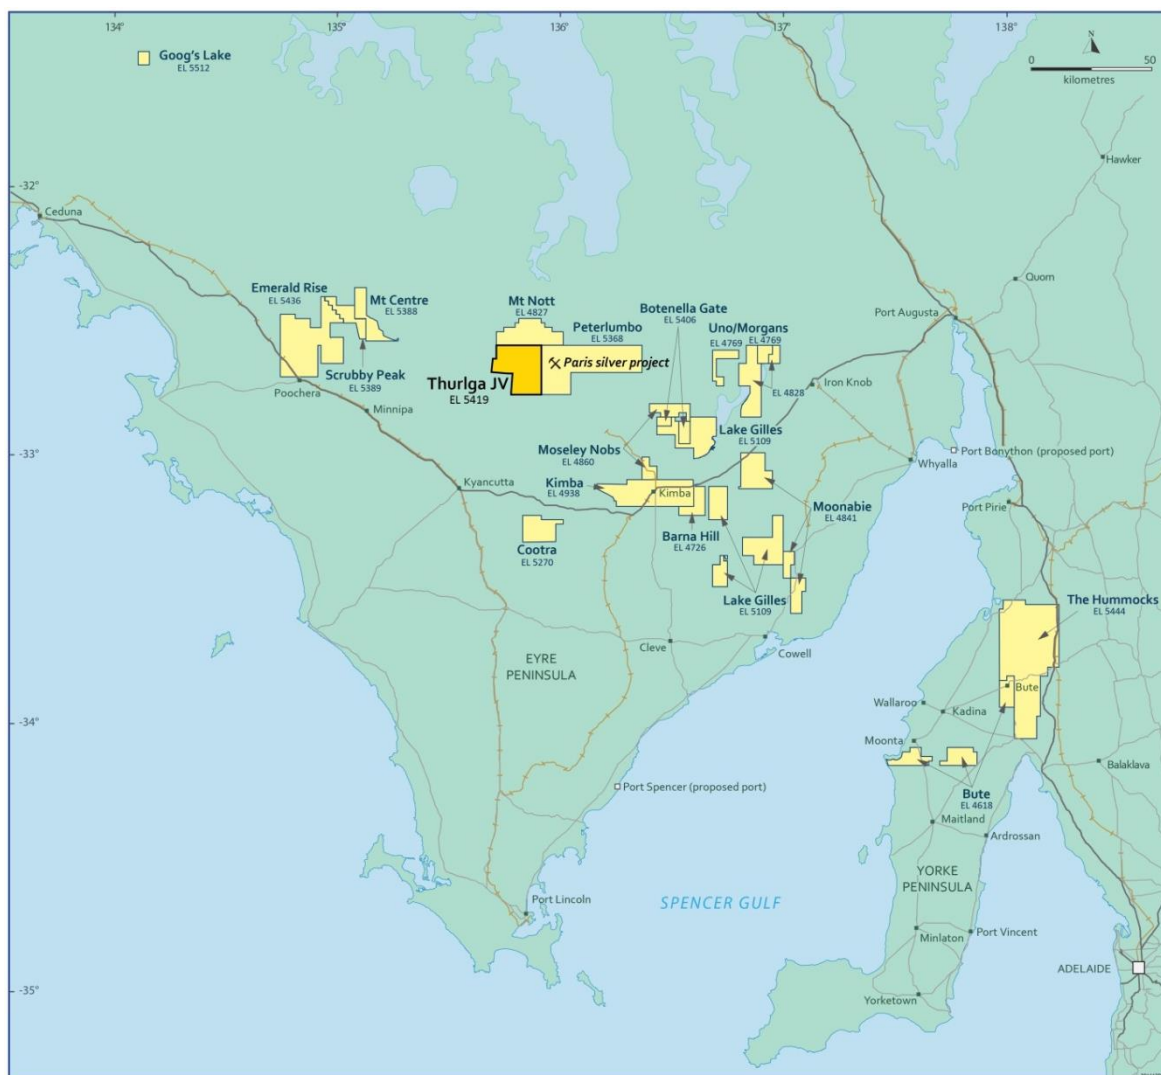 134°
135°
136°
137°
138°
Goog's Lake
EL 5512
N
0
50
kilometres
Hawker
-32°
Ceduna
Quorn
Emerald Rise
EL 5436
Mt Centre
EL 5388
Mt Nott
EL 4827
Botenella Gate
EL 5406
Uno/Morgans
EL 4769
EL 4769
Port Augusta
Peterlumbo
EL 5368
Paris silver project
Scrubby Peak
EL 5389
Thurlga JV
EL 5419
EL 4828
Iron Knob
Poochera
Minnipa
Lake Gilles
EL 5109
-33°
Moseley Nobs
EL 4860
Port Bonython (proposed port)
Whyalla
Kimba
EL 4938
Kimba
Kyancutta
Moonabie
EL 4841
Port Pirie
Barna Hill
EL 4726
Cootra
EL 5270
Lake Gilles
EL 5109
The Hummocks
EL 5444
Cleve
Cowell
EYRE
PENINSULA
Bute
Wallaroo
Kadina
-34°
Moonta
Balaklava
Port Spencer (proposed port)
Bute
EL 4618
Maitland
Ardrossan
YORKE
PENINSULA
Port Lincoln
SPENCER GULF
Minlaton
Port Vincent
ADELAIDE
-35°
Yorketown